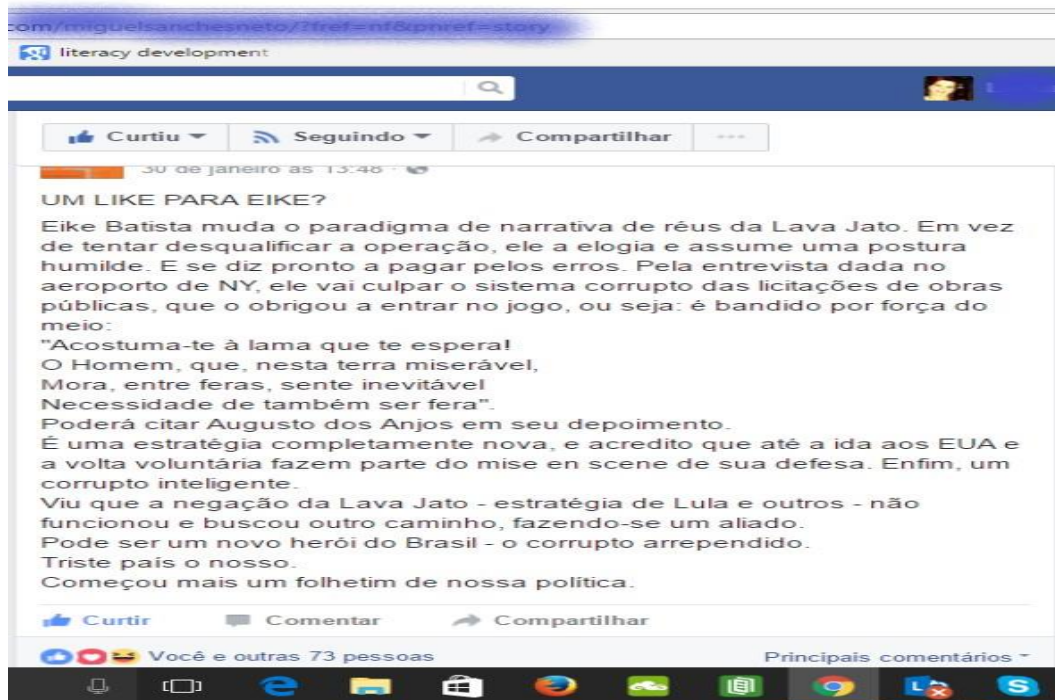 com/miguelsanchesneto/?fref=nf&pnref=story
literacy development
Curtiu
Seguindo
Compartilhar
30 de janeiro às 13:48
UM LIKE PARA EIKE?
Eike Batista muda o paradigma de narrativa de réus da Lava Jato. Em vez
de tentar desqualificar a operação, ele a elogia e assume uma postura
humilde. E se diz pronto a pagar pelos erros. Pela entrevista dada no
aeroporto de NY, ele vai culpar o sistema corrupto das licitações de obras
públicas, que o obrigou a entrar no jogo, ou seja: é bandido por força do
meio:
"Acostuma-te à lama que te espera!
O Homem, que, nesta terra miserável,
Mora, entre feras, sente inevitável
Necessidade de também ser fera".
Poderá citar Augusto dos Anjos em seu depoimento.
É uma estratégia completamente nova, e acredito que até a ida aos EUA e
a volta voluntária fazem parte do mise en scene de sua defesa. Enfim, um
corrupto inteligente.
Viu que a negação da Lava Jato - estratégia de Lula e outros - não
funcionou e buscou outro caminho, fazendo-se um aliado.
Pode ser um novo herói do Brasil - o corrupto arrependido.
Triste país o nosso.
Começou mais um folhetim de nossa política.
Curtir
Comentar
Compartilhar
Você e outras 73 pessoas
Principais comentários